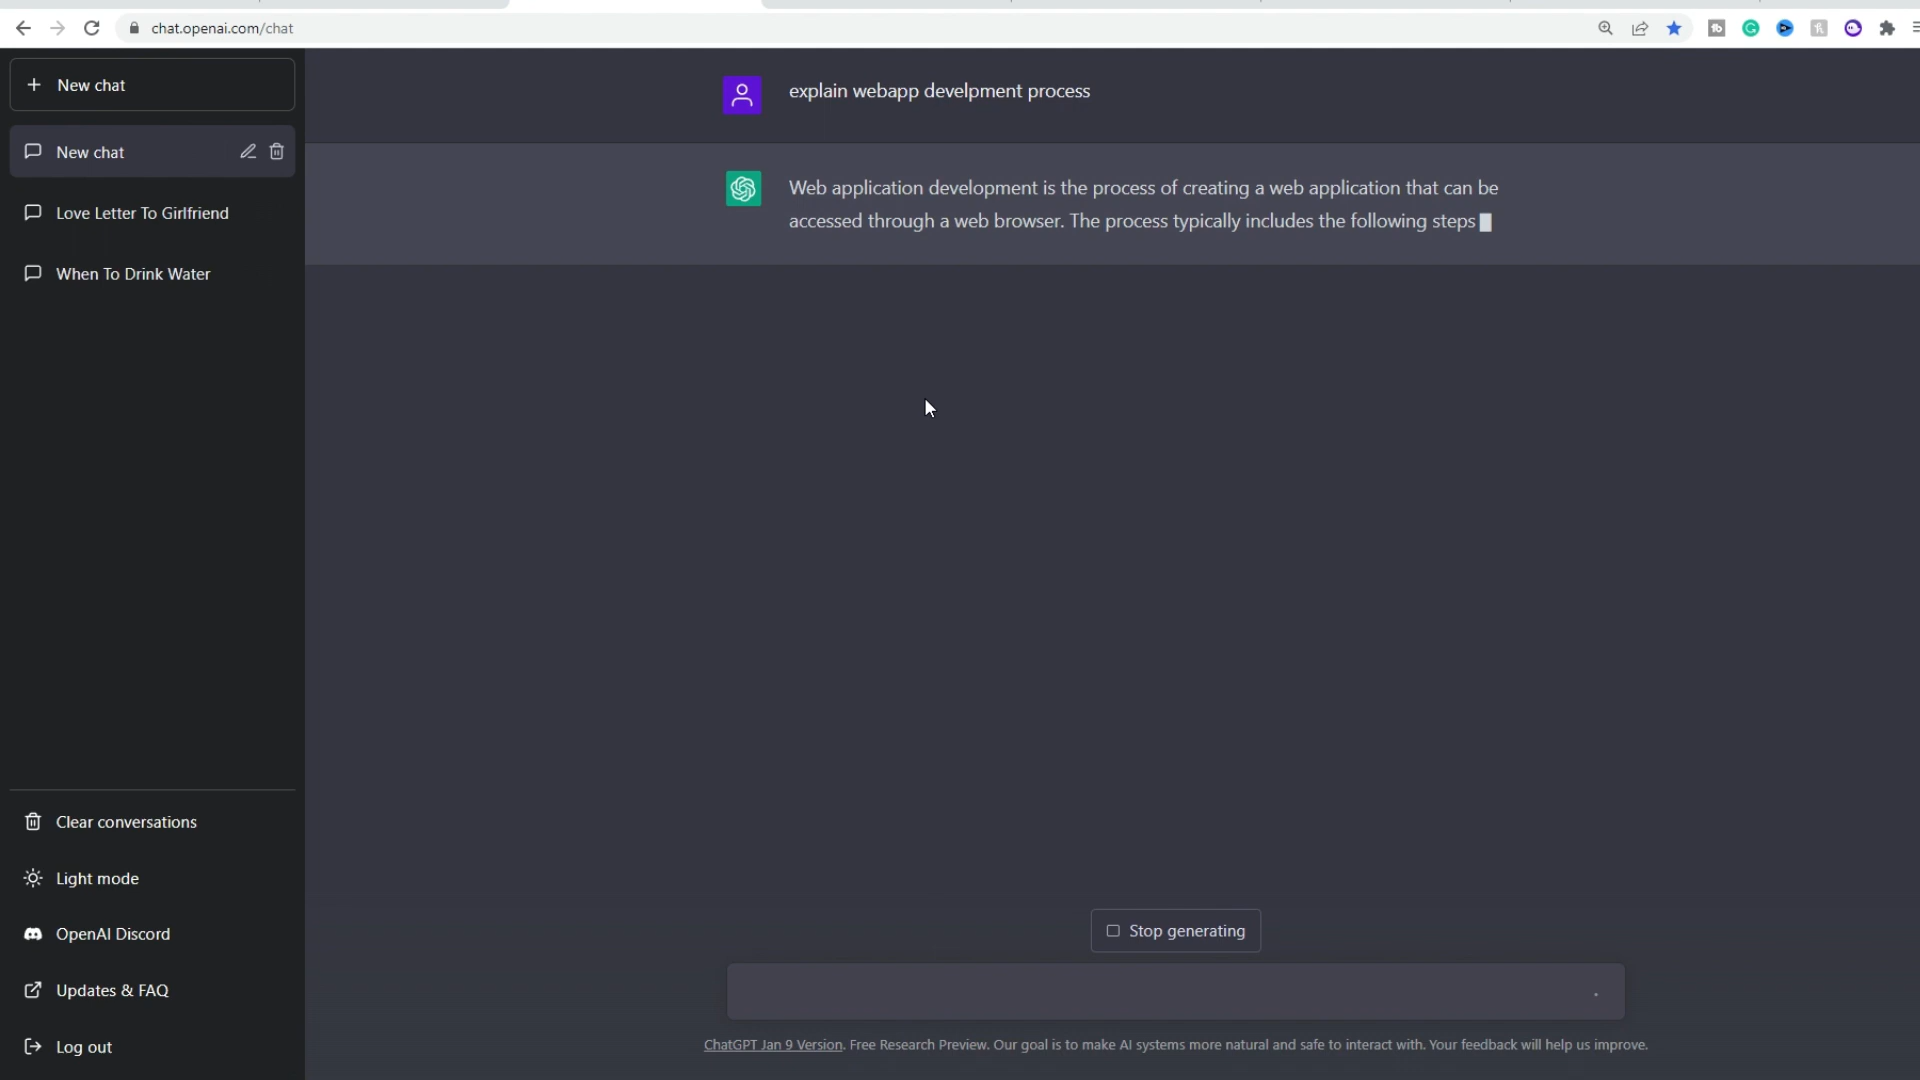 chat.openai.com/chat
New chat
New chat
Love Letter To Girlfriend
When To Drink Water
Clear conversations
Light mode
OpenAI Discord
Updates & FAQ
Log out
explain webapp develpment process
Web application development is the process of creating a web application that can be
accessed through a web browser. The process typically includes the following steps
Stop generating
ChatGPT Jan 9 Version. Free Research Preview. Our goal is to make AI systems more natural and safe to interact with. Your feedback will help us improve.